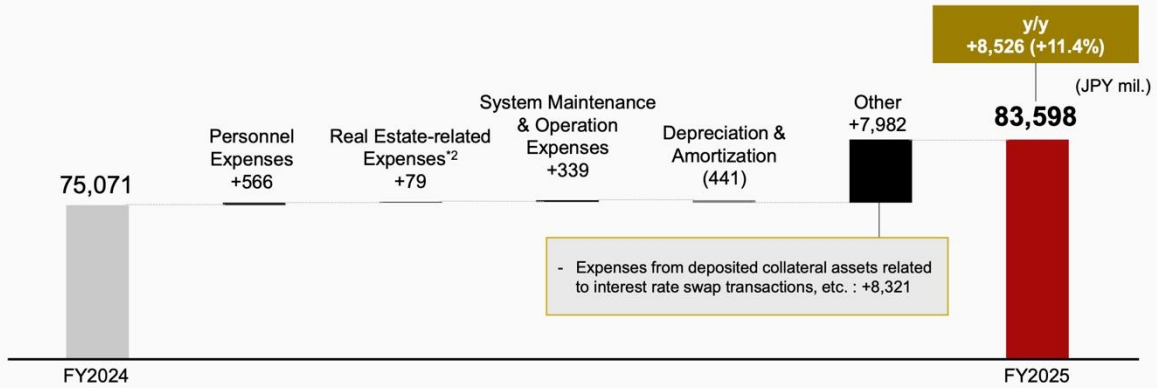 y/y
+8,526 (+11.4%)
(JPY mil.)
75,071
Personnel
Expenses
+566
Real Estate-related
Expenses*2
+79
System Maintenance
& Operation
Expenses
+339
Depreciation &
Amortization
(441)
Other
+7,982
83,598
- Expenses from deposited collateral assets related
to interest rate swap transactions, etc. : +8,321
FY2024
FY2025